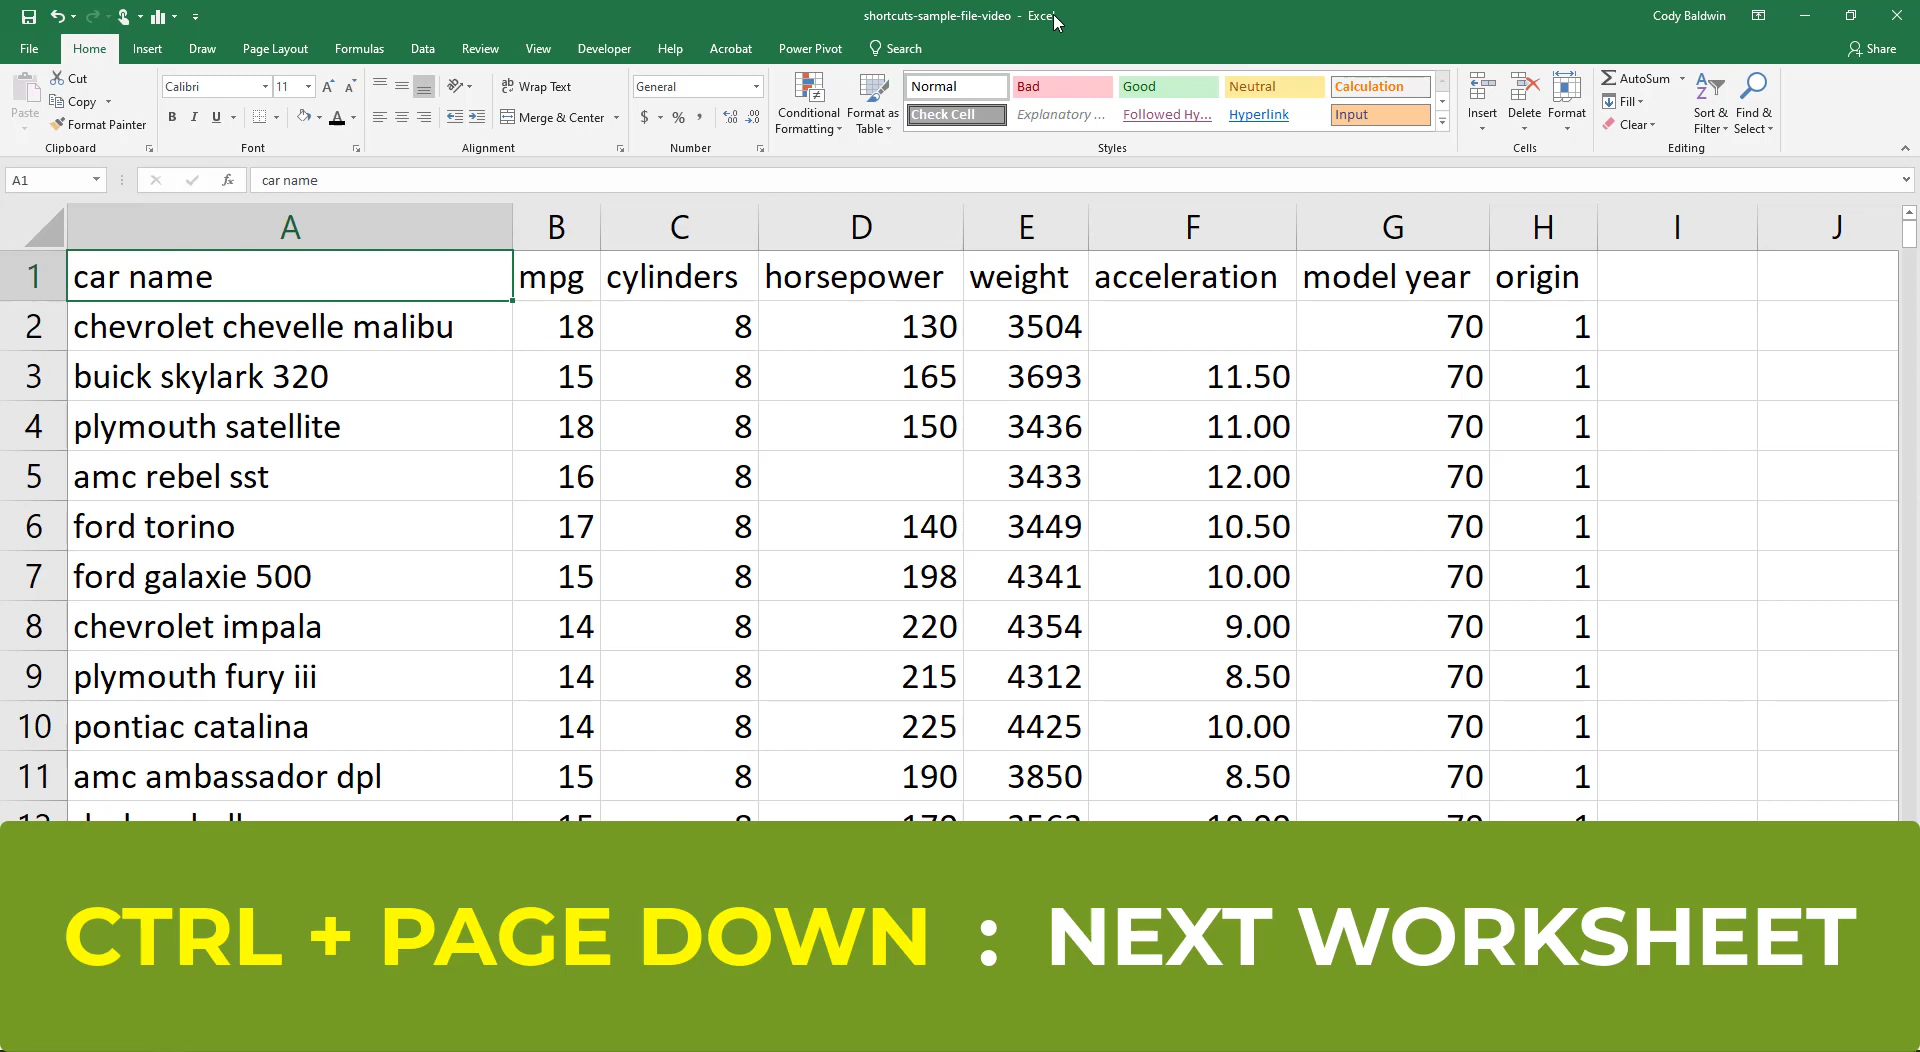 shortcuts-sample-file-video - Excel
Cody Baldwin
File Home Insert Draw Page Layout Formulas Data Review View Developer Help Acrobat Power Pivot Search Share
Paste
Cut
Copy
Format Painter
Clipboard
Calibri 11
B I U
Font
Wrap Text
Merge & Center
Alignment
General
$ % ,
Number
Conditional Formatting
Format as Table
Normal Bad Good Neutral Calculation
Check Cell Explanatory ... Followed Hy... Hyperlink Input
Styles
Insert Delete Format
Cells
AutoSum
Fill
Clear
Sort & Filter
Find & Select
Editing
A1 fx car name
A B C D E F G H I J
1 car name mpg cylinders horsepower weight acceleration model year origin
2 chevrolet chevelle malibu 18 8 130 3504 70 1
3 buick skylark 320 15 8 165 3693 11.50 70 1
4 plymouth satellite 18 8 150 3436 11.00 70 1
5 amc rebel sst 16 8 3433 12.00 70 1
6 ford torino 17 8 140 3449 10.50 70 1
7 ford galaxie 500 15 8 198 4341 10.00 70 1
8 chevrolet impala 14 8 220 4354 9.00 70 1
9 plymouth fury iii 14 8 215 4312 8.50 70 1
10 pontiac catalina 14 8 225 4425 10.00 70 1
11 amc ambassador dpl 15 8 190 3850 8.50 70 1
CTRL + PAGE DOWN : NEXT WORKSHEET